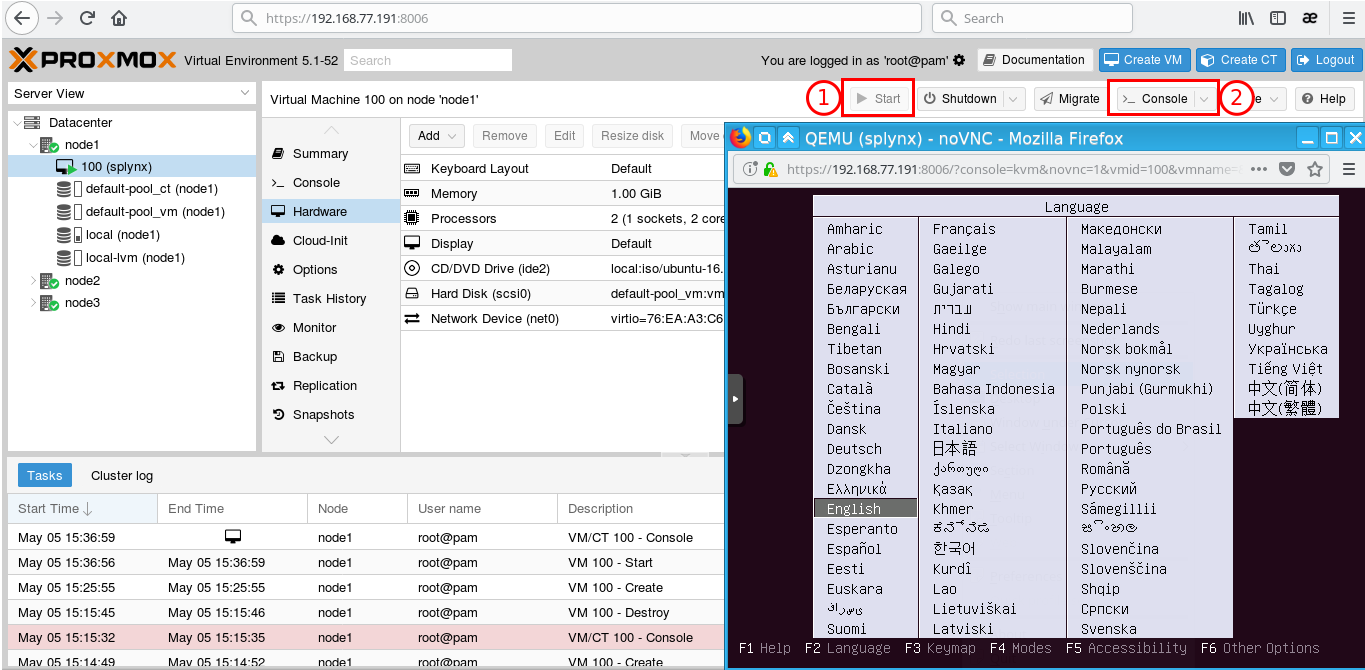 https://192.168.77.191:8006
Search
PROXMOX Virtual Environment 5.1-52 Search
You are logged in as 'root@pam' Documentation Create VM Create CT Logout
Server View
Datacenter
node1
100 (splynx)
default-pool_ct (node1)
default-pool_vm (node1)
local (node1)
local-lvm (node1)
node2
node3
Virtual Machine 100 on node 'node1'
1 Start Shutdown Migrate >_ Console 2 Help
Summary
>_ Console
Hardware
Cloud-Init
Options
Task History
Monitor
Backup
Replication
Snapshots
Add Remove Edit Resize disk Move
Keyboard Layout Default
Memory 1.00 GiB
Processors 2 (1 sockets, 2 core
Display Default
CD/DVD Drive (ide2) local:iso/ubuntu-16.
Hard Disk (scsi0) default-pool_vm:vm
Network Device (net0) virtio=76:EA:A3:C6
QEMU (splynx) - noVNC - Mozilla Firefox
https://192.168.77.191:8006/?console=kvm&novnc=1&vmid=100&vmname=
Language
Amharic
Arabic
Asturianu
Беларуская
Български
Bengali
Tibetan
Bosanski
Català
Čeština
Dansk
Deutsch
Dzongkha
Ελληνικά
English
Esperanto
Español
Eesti
Euskara
فارسی
Suomi
Français
Gaeilge
Galego
Gujarati
עברית
Hindi
Hrvatski
Magyar
Bahasa Indonesia
Íslenska
Italiano
日本語
ქართული
Қазақ
Khmer
ಕನ್ನಡ
한국어
Kurdî
Lao
Lietuviškai
Latviski
Македонски
Malayalam
Marathi
Burmese
Nepali
Nederlands
Norsk bokmål
Norsk nynorsk
Punjabi (Gurmukhi)
Polski
Português do Brasil
Português
Română
Русский
Sámegillii
සිංහල
Slovenčina
Slovenščina
Shqip
Српски
Svenska
Tamil
తెలుగు
Thai
Tagalog
Türkçe
Uyghur
Українська
Tiếng Việt
中文(简体)
中文(繁體)
F1 Help F2 Language F3 Keymap F4 Modes F5 Accessibility F6 Other Options
Tasks Cluster log
Start Time End Time Node User name Description
May 05 15:36:59 node1 root@pam VM/CT 100 - Console
May 05 15:36:56 May 05 15:36:59 node1 root@pam VM 100 - Start
May 05 15:25:55 May 05 15:25:55 node1 root@pam VM 100 - Create
May 05 15:15:45 May 05 15:15:46 node1 root@pam VM 100 - Destroy
May 05 15:15:32 May 05 15:15:35 node1 root@pam VM/CT 100 - Console
May 05 15:14:49 May 05 15:14:52 node1 root@pam VM 100 - Create